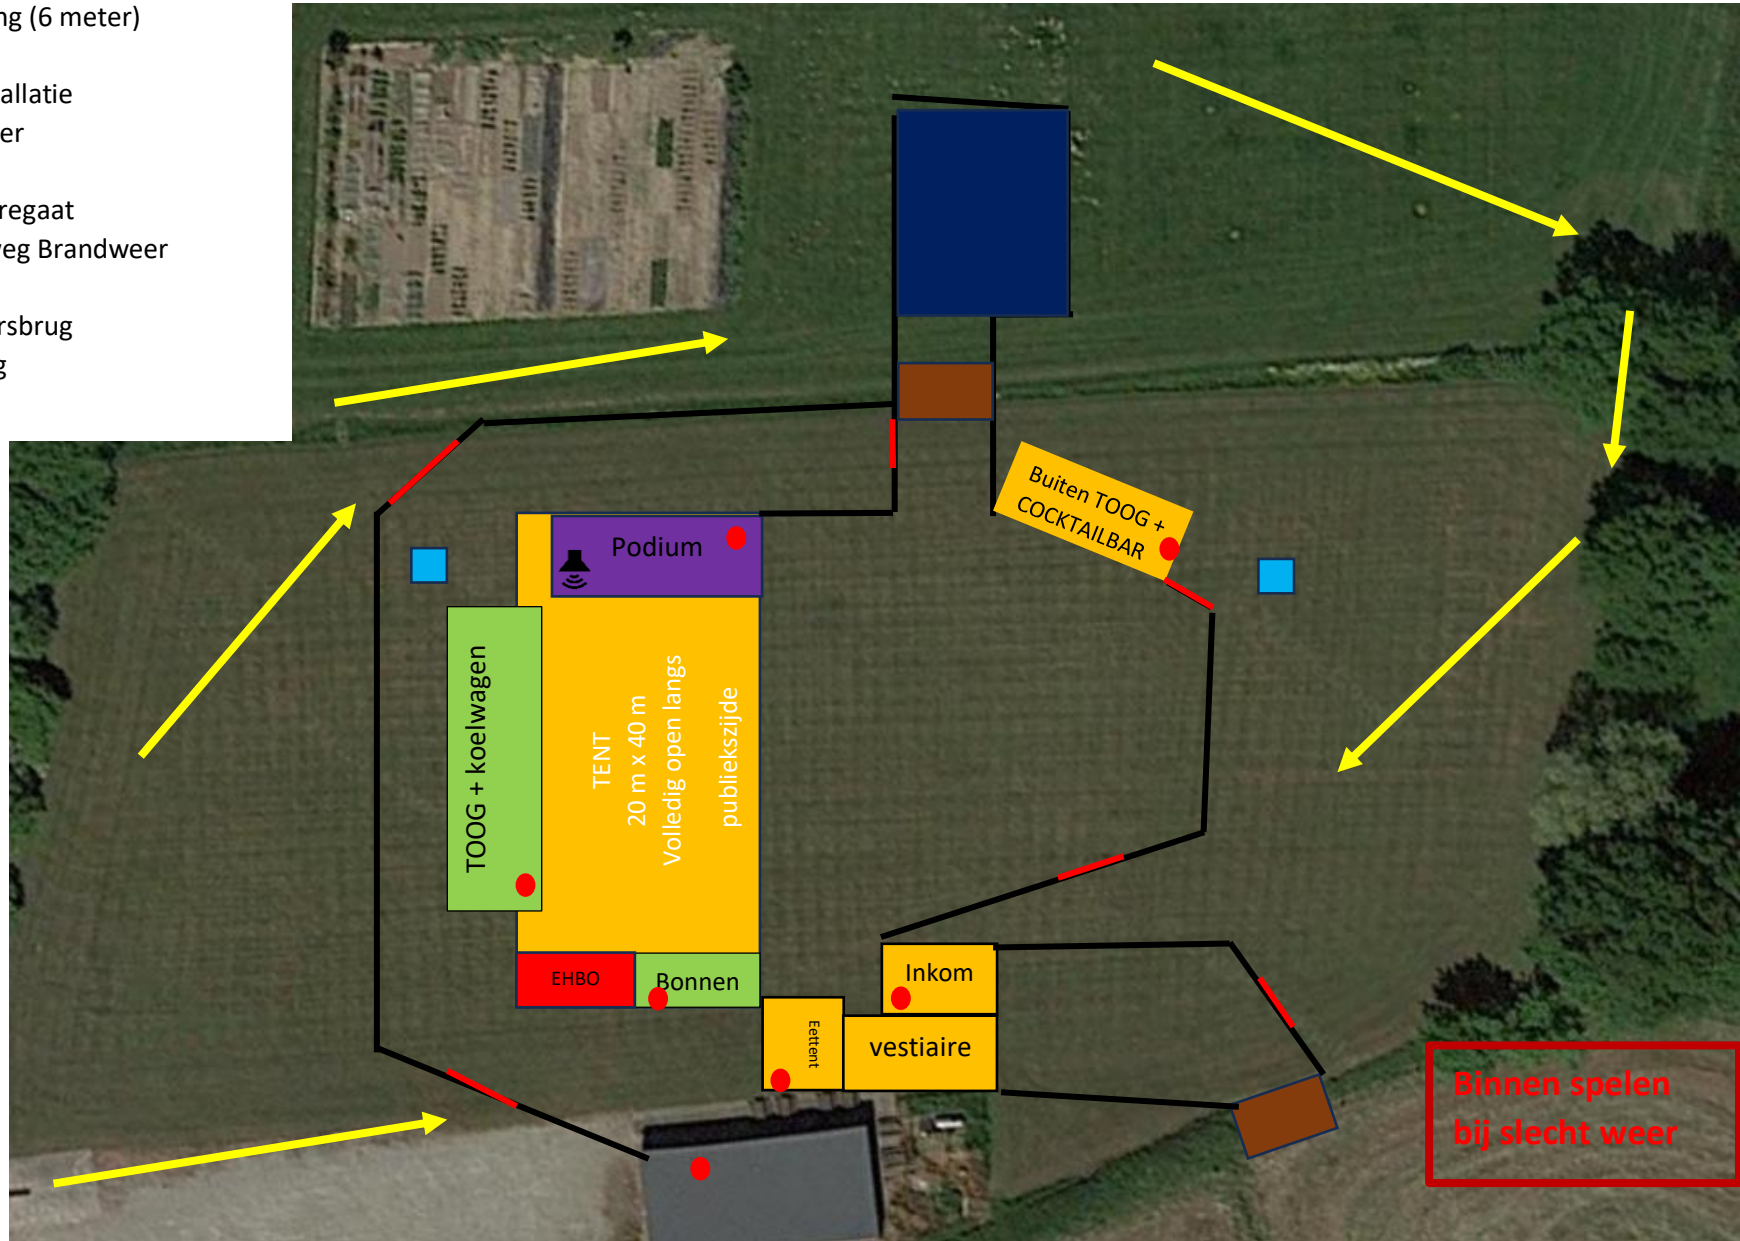 ng (6 meter)
allatie
er
regaat
veg Brandweer
rsbrug
g
Buiten TOOG +
COCKTAILBAR
Podium
TOOG + koelwagen
TENT
20 m x 40 m
Volledig open langs
publiekszijde
EHBO
Bonnen
Inkom
Eettent
vestiaire
Binnen spelen
bij slecht weer